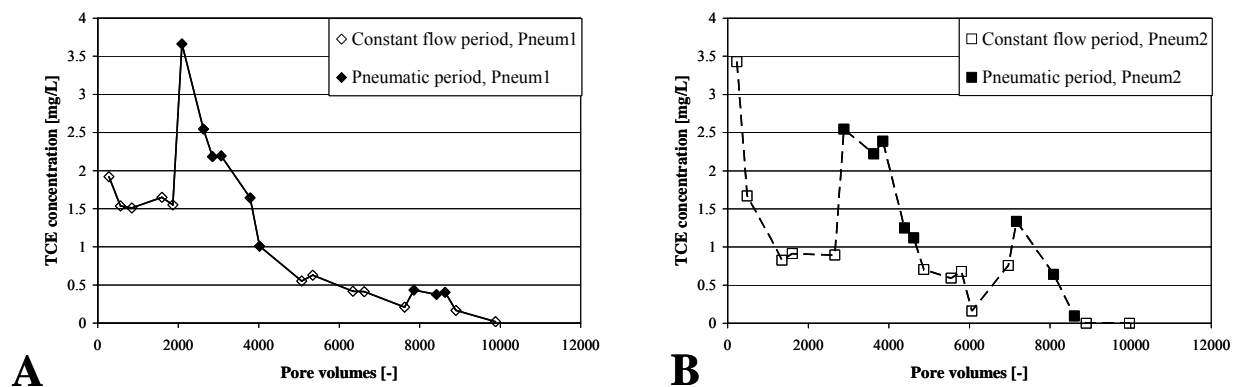 4
3.5
3
2.5
2
1.5
1
0.5
0
TCE concentration [mg/L]
Constant flow period, Pneum1
Pneumatic period, Pneum1
0 2000 4000 6000 8000 10000 12000
Pore volumes [-]
A
4
3.5
3
2.5
2
1.5
1
0.5
0
TCE concentration [mg/L]
Constant flow period, Pneum2
Pneumatic period, Pneum2
0 2000 4000 6000 8000 10000 12000
Pore volumes [-]
B